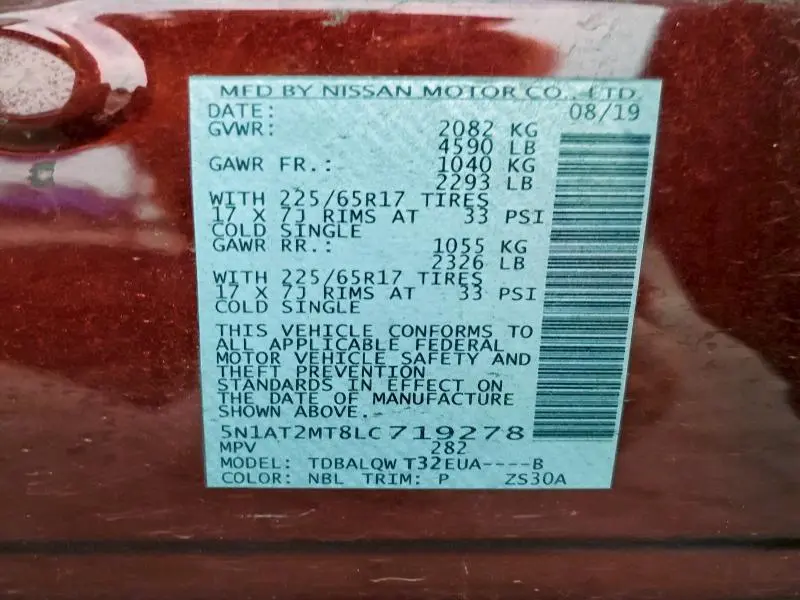 MFD BY NISSAN MOTOR CO., LTD.
DATE: 08/19
GVWR: 2082 KG
4590 LB
GAWR FR.: 1040 KG
2293 LB
WITH 225/65R17 TIRES
17 X 7J RIMS AT 33 PSI
COLD SINGLE
GAWR RR.: 1055 KG
2326 LB
WITH 225/65R17 TIRES
17 X 7J RIMS AT 33 PSI
COLD SINGLE
THIS VEHICLE CONFORMS TO
ALL APPLICABLE FEDERAL
MOTOR VEHICLE SAFETY AND
THEFT PREVENTION
STANDARDS IN EFFECT ON
THE DATE OF MANUFACTURE
SHOWN ABOVE.
5N1AT2MT8LC719278
MPV 282
MODEL: TDBALQW T32EUA----B
COLOR: NBL TRIM: P ZS30A